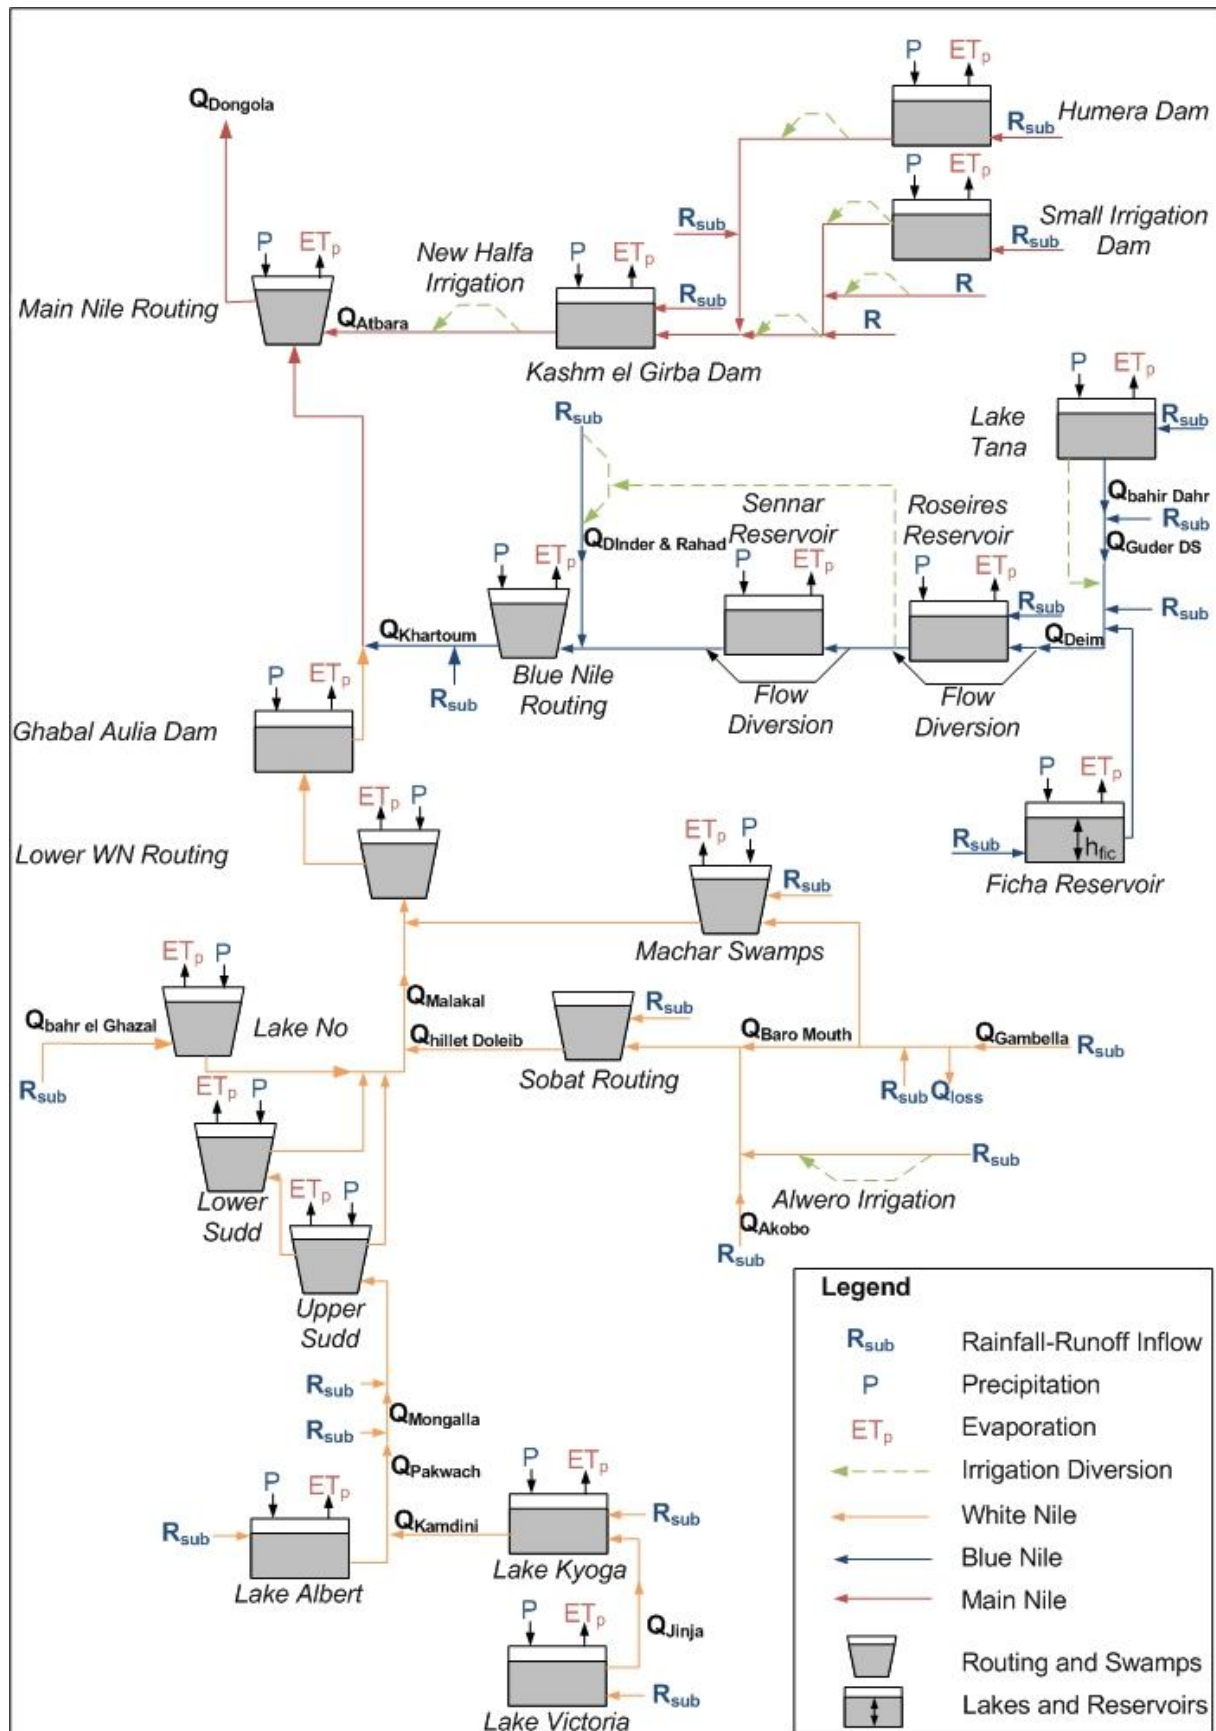 P ETp
Humera Dam
Rsub
QDongola
P ETp
Rsub
Small Irrigation
Dam
Rsub
P ETp
New Halfa
Irrigation
P ETp
Main Nile Routing
Rsub
R
QAtbara
R
Kashm el Girba Dam
P ETp
Rsub
Lake
Tana
Rsub
Qbahir Dahr
Rsub
Sennar
Reservoir
Roseires
Reservoir
QDInder & Rahad
QGuder DS
P ETp
P ETp
P ETp
Rsub
Rsub
QKhartoum
QDeim
Rsub
Blue Nile
Routing
Flow
Diversion
Flow
Diversion
P ETp
Ghabal Aulia Dam
P ETp
ETp P
Lower WN Routing
ETp P
Rsub
hfic
Ficha Reservoir
Rsub
Machar Swamps
ETp P
QMalakal
Rsub
Qbahr el Ghazal
Lake No
Qhillet Doleib
QBaro Mouth
QGambella
Rsub
Sobat Routing
Rsub
ETp P
Rsub Qloss
Rsub
Alwero Irrigation
Lower
Sudd
ETp P
QAkobo
Rsub
Upper
Sudd
Rsub
QMongalla
Rsub
QPakwach
P ETp
P ETp
Rsub
QKamdini
Rsub
Lake Albert
Lake Kyoga
P ETp
QJinja
Rsub
Lake Victoria
Legend
Rsub Rainfall-Runoff Inflow
P Precipitation
ETp Evaporation
Irrigation Diversion
White Nile
Blue Nile
Main Nile
Routing and Swamps
Lakes and Reservoirs